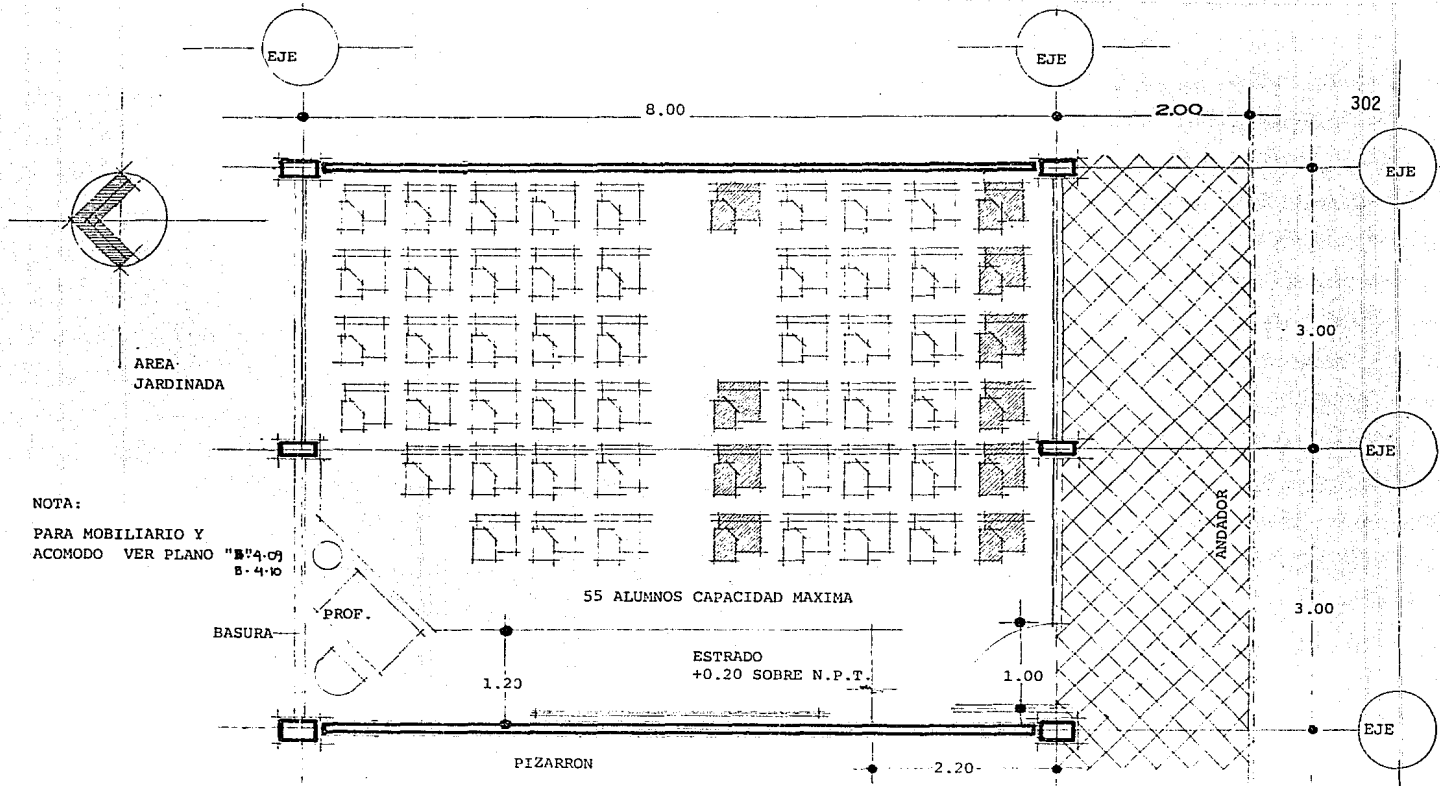 EJE
EJE
8.00
2.00
302
EJE
3.00
AREA
JARDINADA
EJE
NOTA:
PARA MOBILIARIO Y
ACOMODO VER PLANO "B"4-09
B-4-10
ANDADOR
55 ALUMNOS CAPACIDAD MAXIMA
3.00
PROF.
BASURA
ESTRADO
+0.20 SOBRE N.P.T.
1.20
1.00
EJE
PIZARRON
2.20